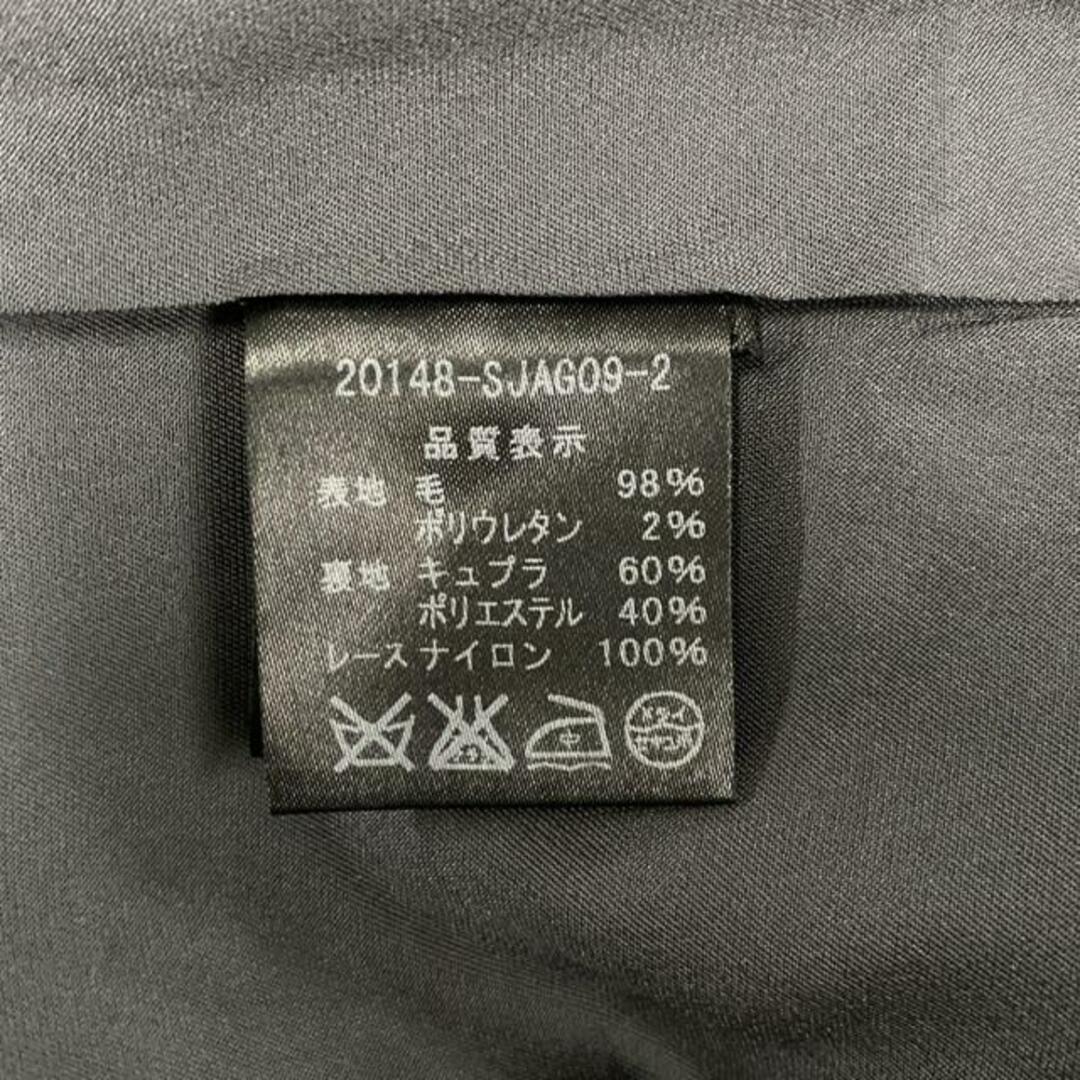 20148-SJAG09-2
品質表示
表地 毛 98%
ポリウレタン 2%
裏地 キュプラ 60%
ポリエステル 40%
レース ナイロン 100%
中